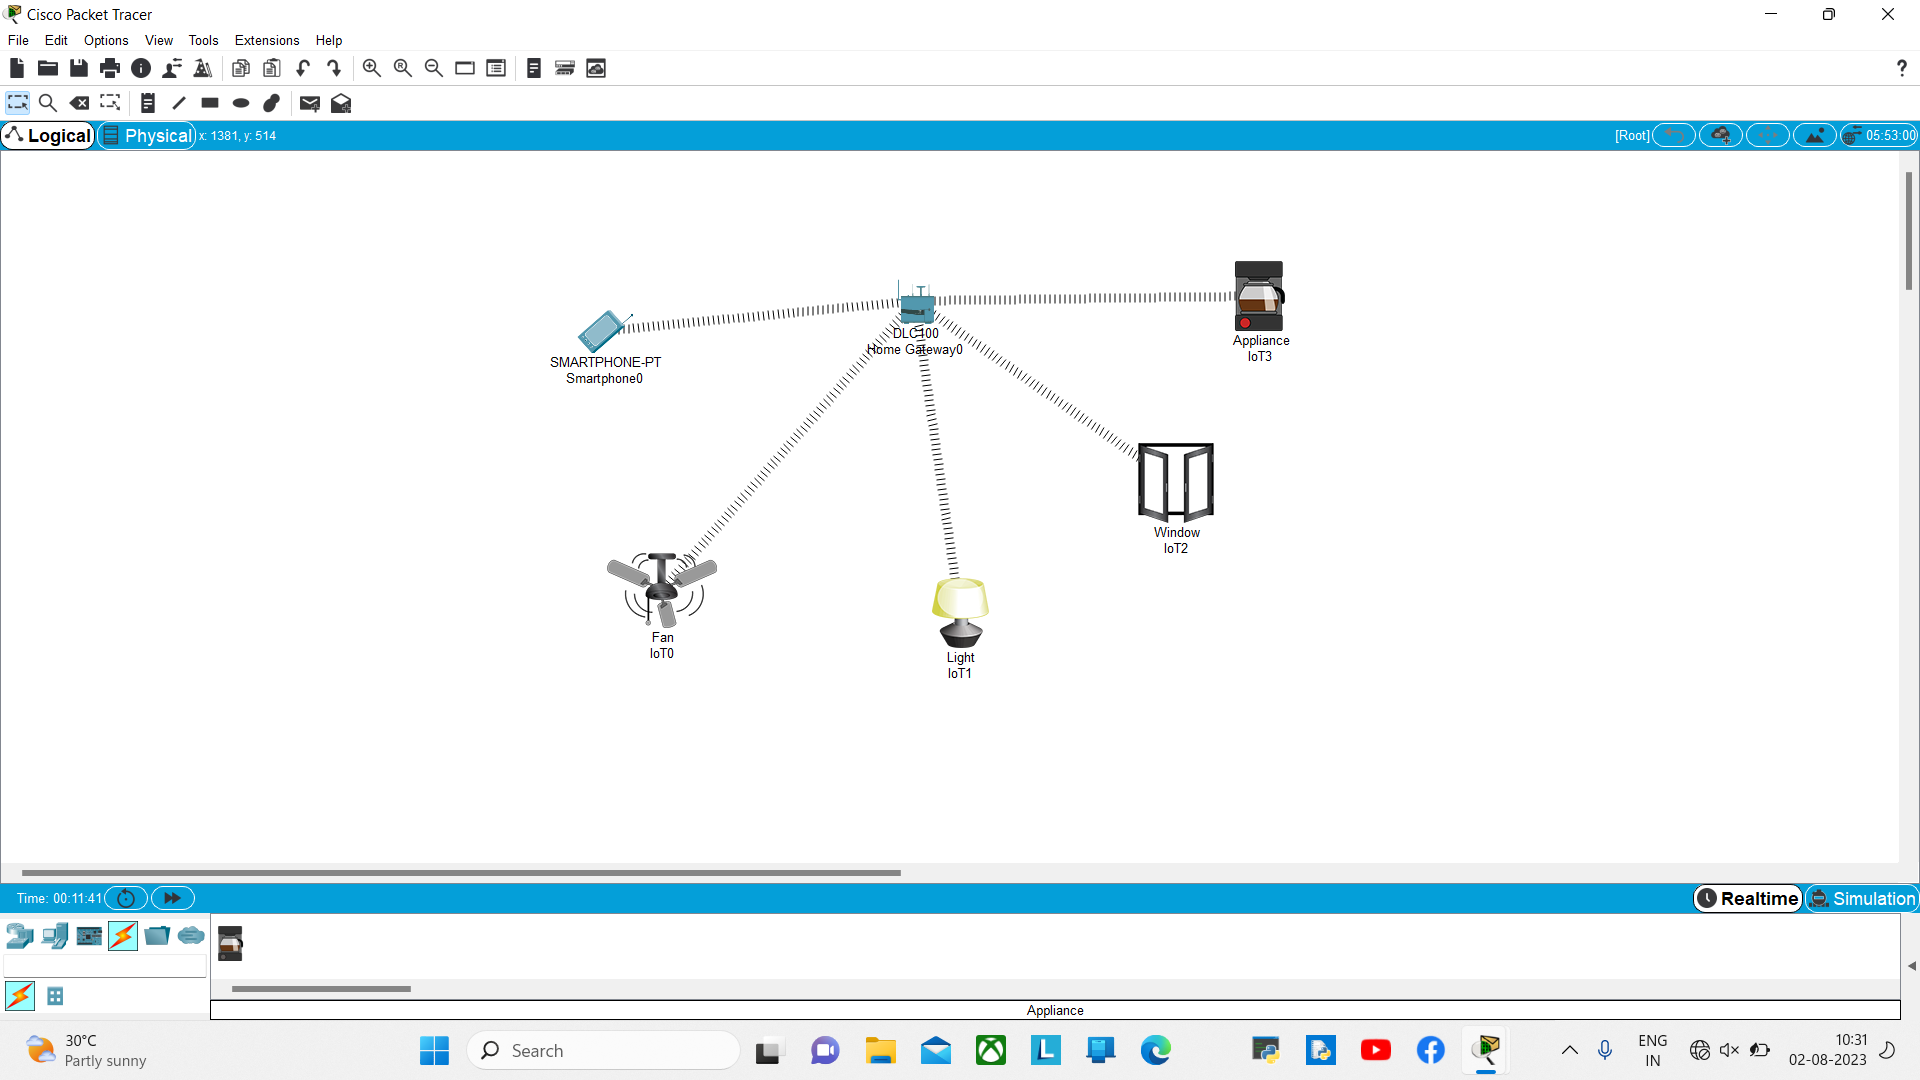 Cisco Packet Tracer
File Edit Options View Tools Extensions Help
?
Logical Physical x: 1381, y: 514 [Root] 05:53:00
SMARTPHONE-PT
Smartphone0
DLC100
Home Gateway0
Appliance
IoT3
Window
IoT2
Fan
IoT0
Light
IoT1
Time: 00:11:41 Realtime Simulation
Appliance
30°C
Partly sunny
Search
L
ENG
IN
10:31
02-08-2023